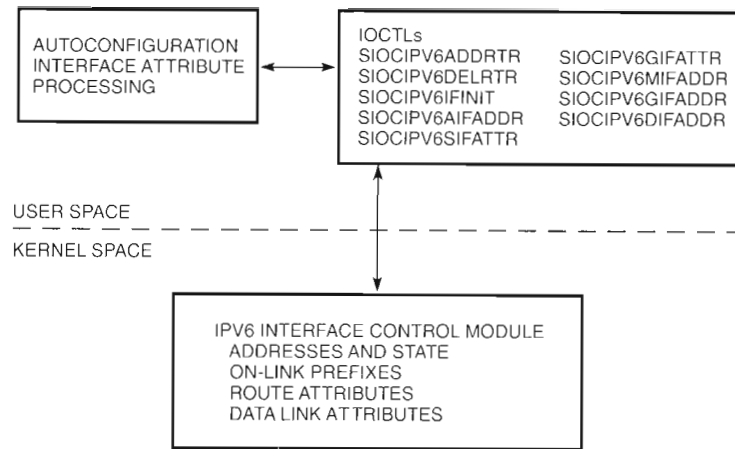 AUTOCONFIGURATION
INTERFACE ATTRIBUTE
PROCESSING
IOCTLs
SIOCIPV6ADDRTR
SIOCIPV6DELRTR
SIOCIPV6IFINIT
SIOCIPV6AIFADDR
SIOCIPV6SIFATTR
SIOCIPV6GIFATTR
SIOCIPV6MIFADDR
SIOCIPV6GIFADDR
SIOCIPV6DIFADDR
USER SPACE
KERNEL SPACE
IPV6 INTERFACE CONTROL MODULE
ADDRESSES AND STATE
ON-LINK PREFIXES
ROUTE ATTRIBUTES
DATA LINK ATTRIBUTES